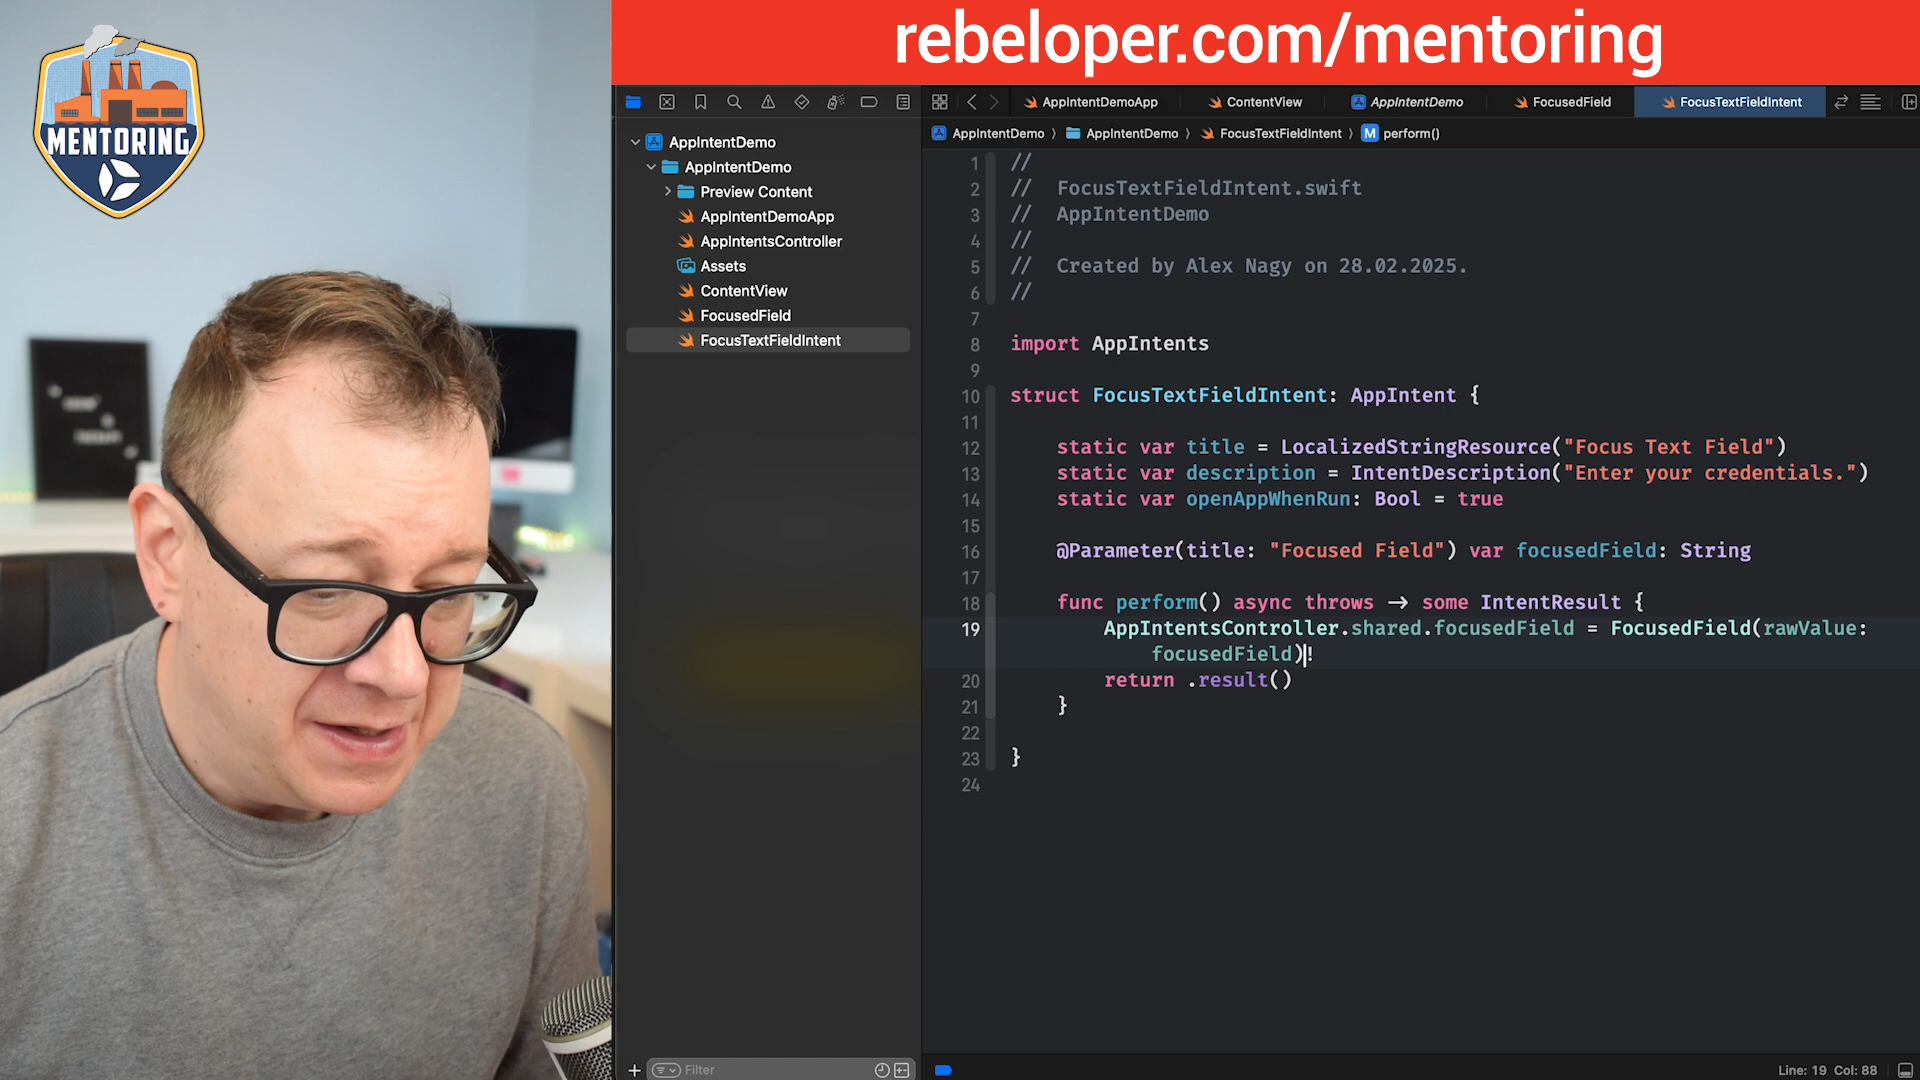 rebeloper.com/mentoring
MENTORING
AppIntentDemoApp
ContentView
AppIntentDemo
FocusedField
FocusTextFieldIntent
AppIntentDemo
AppIntentDemo
FocusTextFieldIntent
M perform()
AppIntentDemo
AppIntentDemo
Preview Content
AppIntentDemoApp
AppIntentsController
Assets
ContentView
FocusedField
FocusTextFieldIntent
1 //
2 // FocusTextFieldIntent.swift
3 // AppIntentDemo
4 //
5 // Created by Alex Nagy on 28.02.2025.
6 //
7
8 import AppIntents
9
10 struct FocusTextFieldIntent: AppIntent {
11
12 static var title = LocalizedStringResource("Focus Text Field")
13 static var description = IntentDescription("Enter your credentials.")
14 static var openAppWhenRun: Bool = true
15
16 @Parameter(title: "Focused Field") var focusedField: String
17
18 func perform() async throws -> some IntentResult {
19 AppIntentsController.shared.focusedField = FocusedField(rawValue:
focusedField)!
20 return .result()
21 }
22
23 }
24
Filter
Line: 19 Col: 88